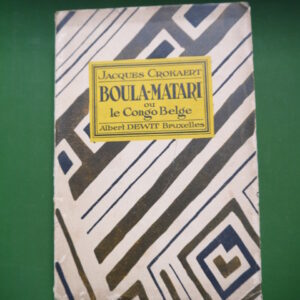 Jacques Crokaert
BOULA-MATARI
ou
le Congo Belge
Albert DEWIT Bruxelles